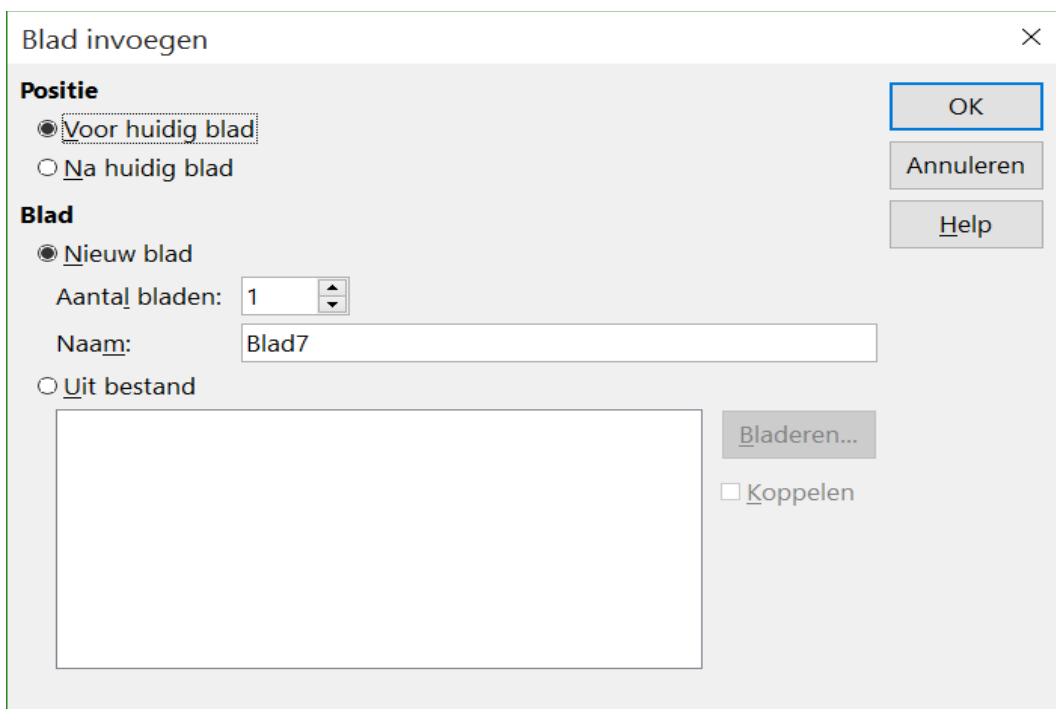 Blad invoegen
Positie
Voor huidig blad
Na huidig blad
Blad
Nieuw blad
Aantal bladen: 1
Naam: Blad7
Uit bestand
OK
Annuleren
Help
Bladeren...
Koppelen